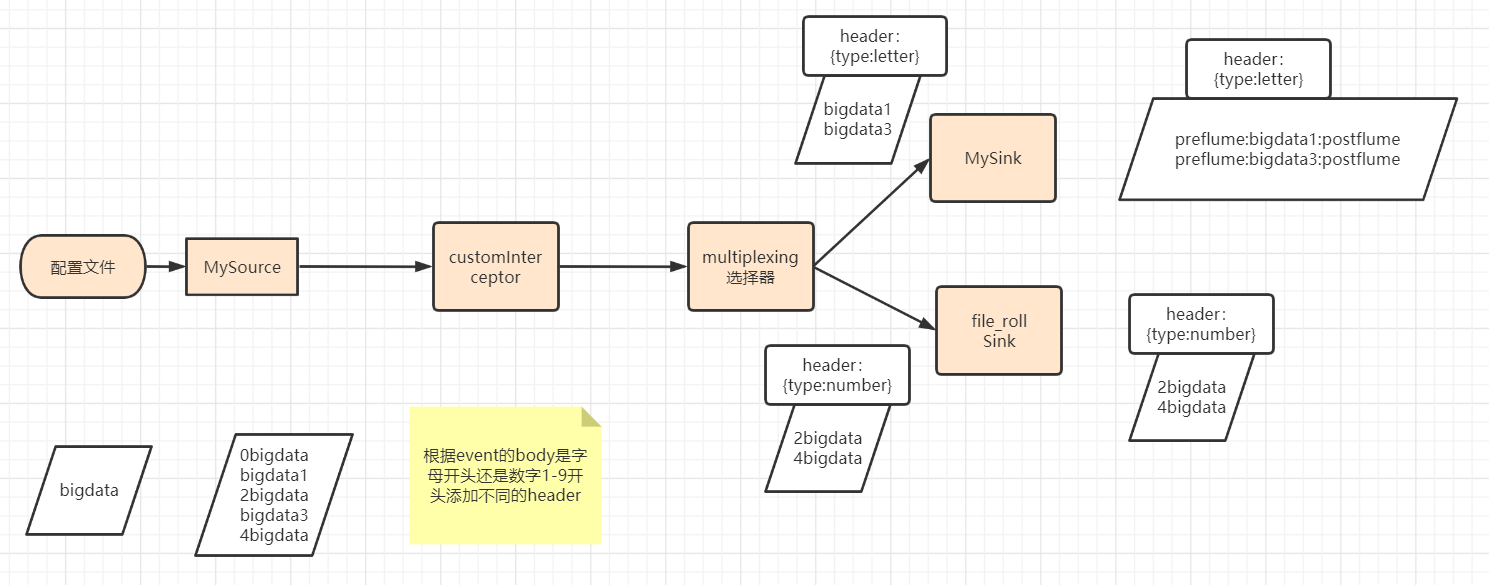 header:
{type:letter}
bigdata1
bigdata3
header:
{type:letter}
preflume:bigdata1:postflume
preflume:bigdata3:postflume
MySink
配置文件
MySource
customInter
ceptor
multiplexing
选择器
file_roll
Sink
header:
{type:number}
2bigdata
4bigdata
header:
{type:number}
2bigdata
4bigdata
bigdata
0bigdata
bigdata1
2bigdata
bigdata3
4bigdata
根据event的body是字
母开头还是数字1-9开
头添加不同的header